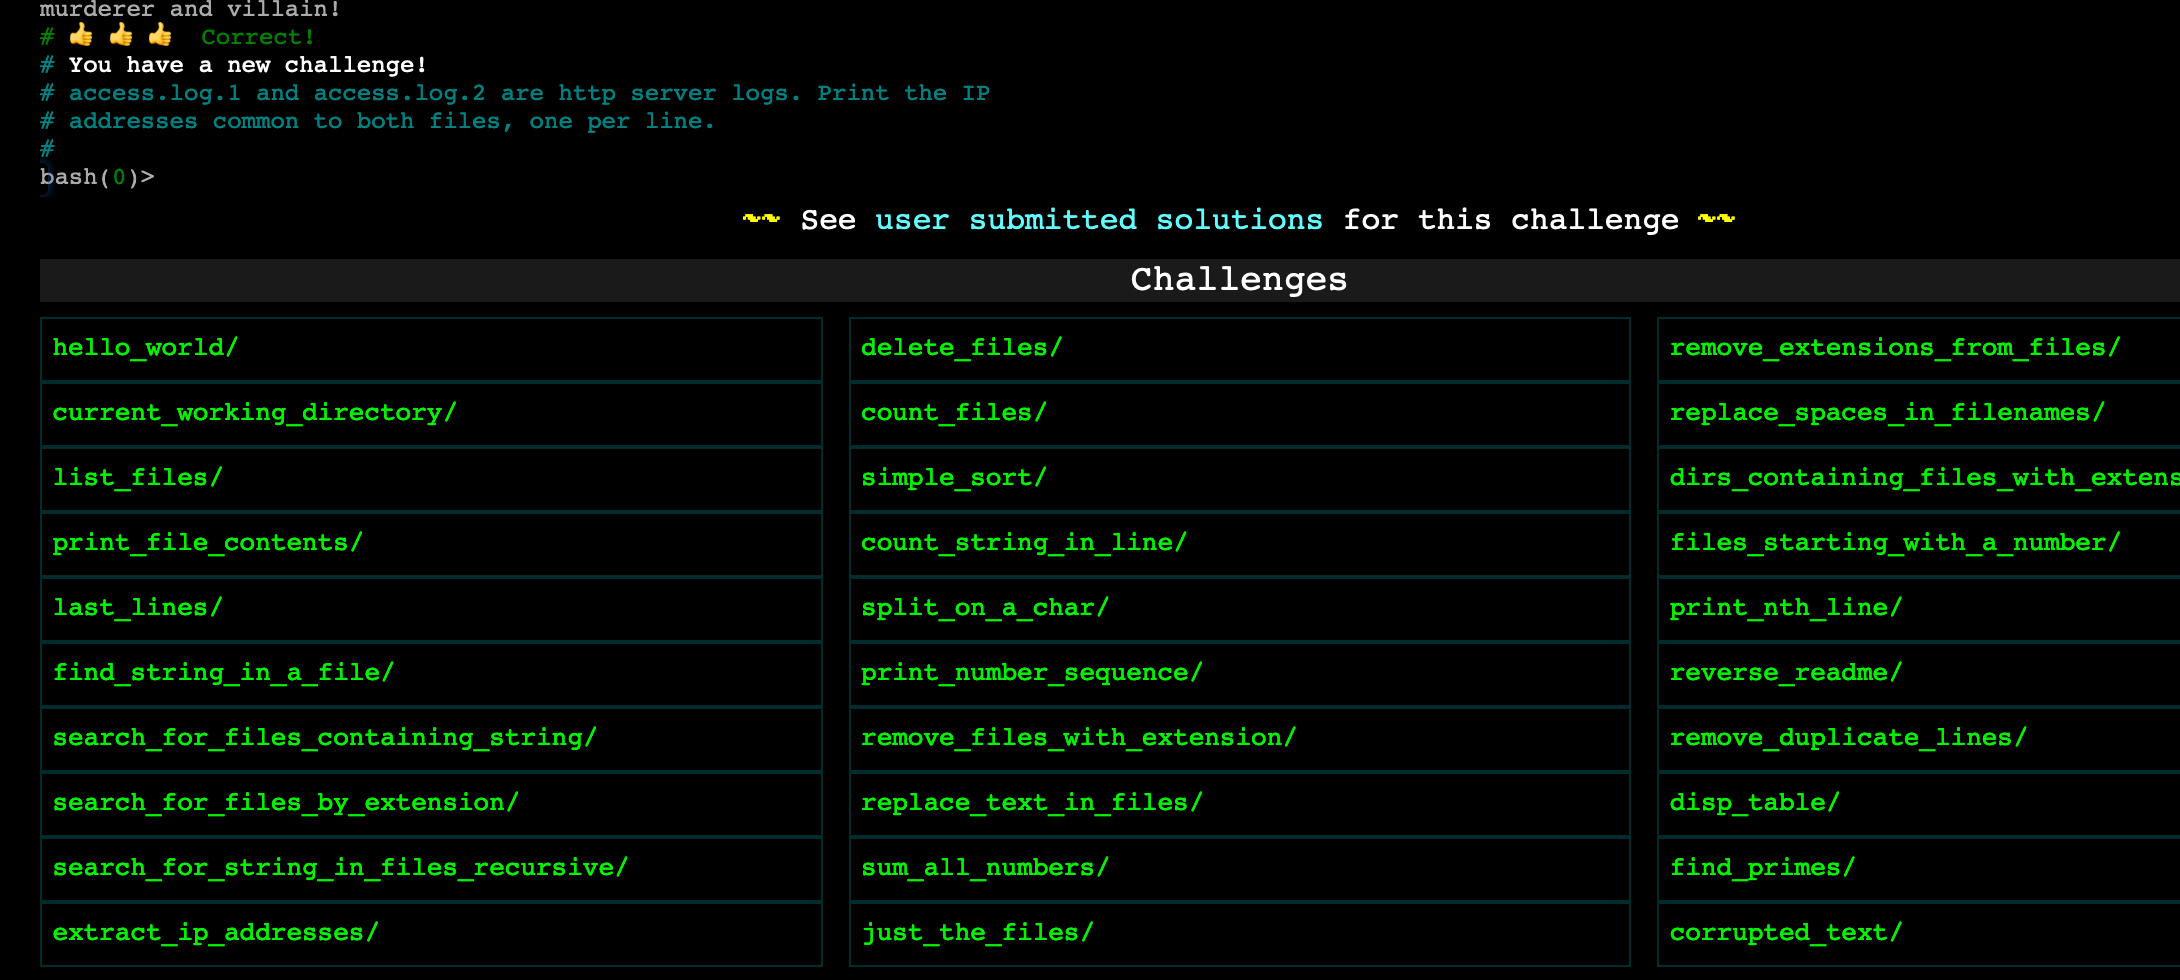 murderer and villain!
# 👍 👍 👍 Correct!
# You have a new challenge!
# access.log.1 and access.log.2 are http server logs. Print the IP
# addresses common to both files, one per line.
#
bash(0)>
~~ See user submitted solutions for this challenge ~~
Challenges
hello_world/
delete_files/
remove_extensions_from_files/
current_working_directory/
count_files/
replace_spaces_in_filenames/
list_files/
simple_sort/
dirs_containing_files_with_extens
print_file_contents/
count_string_in_line/
files_starting_with_a_number/
last_lines/
split_on_a_char/
print_nth_line/
find_string_in_a_file/
print_number_sequence/
reverse_readme/
search_for_files_containing_string/
remove_files_with_extension/
remove_duplicate_lines/
search_for_files_by_extension/
replace_text_in_files/
disp_table/
search_for_string_in_files_recursive/
sum_all_numbers/
find_primes/
extract_ip_addresses/
just_the_files/
corrupted_text/